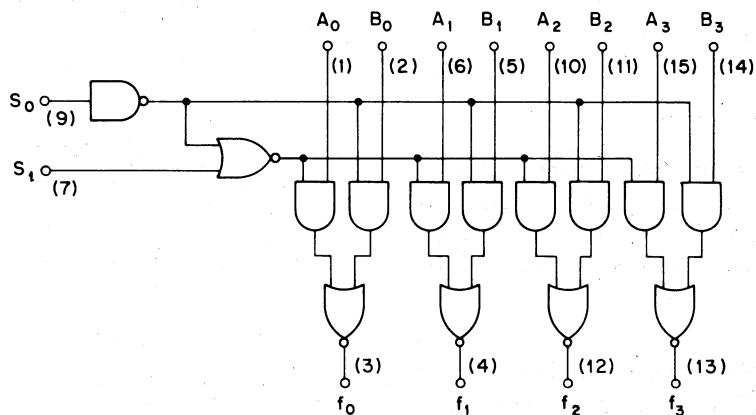 A₀ B₀ A₁ B₁ A₂ B₂ A₃ B₃
(1) (2) (6) (5) (10) (11) (15) (14)
S₀
(9)
S₁
(7)
(3) (4) (12) (13)
f₀ f₁ f₂ f₃